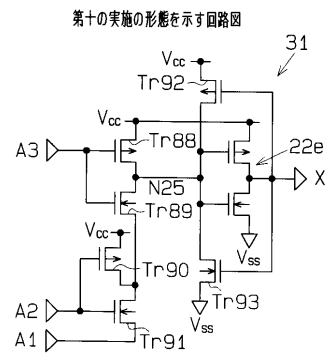 第十の実施の形態を示す回路図
31
Vcc
Tr92
Vcc
Tr88
A3
22e
X
N25
Tr89
Vcc
Vss
Tr90
A2
Tr93
A1
Tr91
Vss